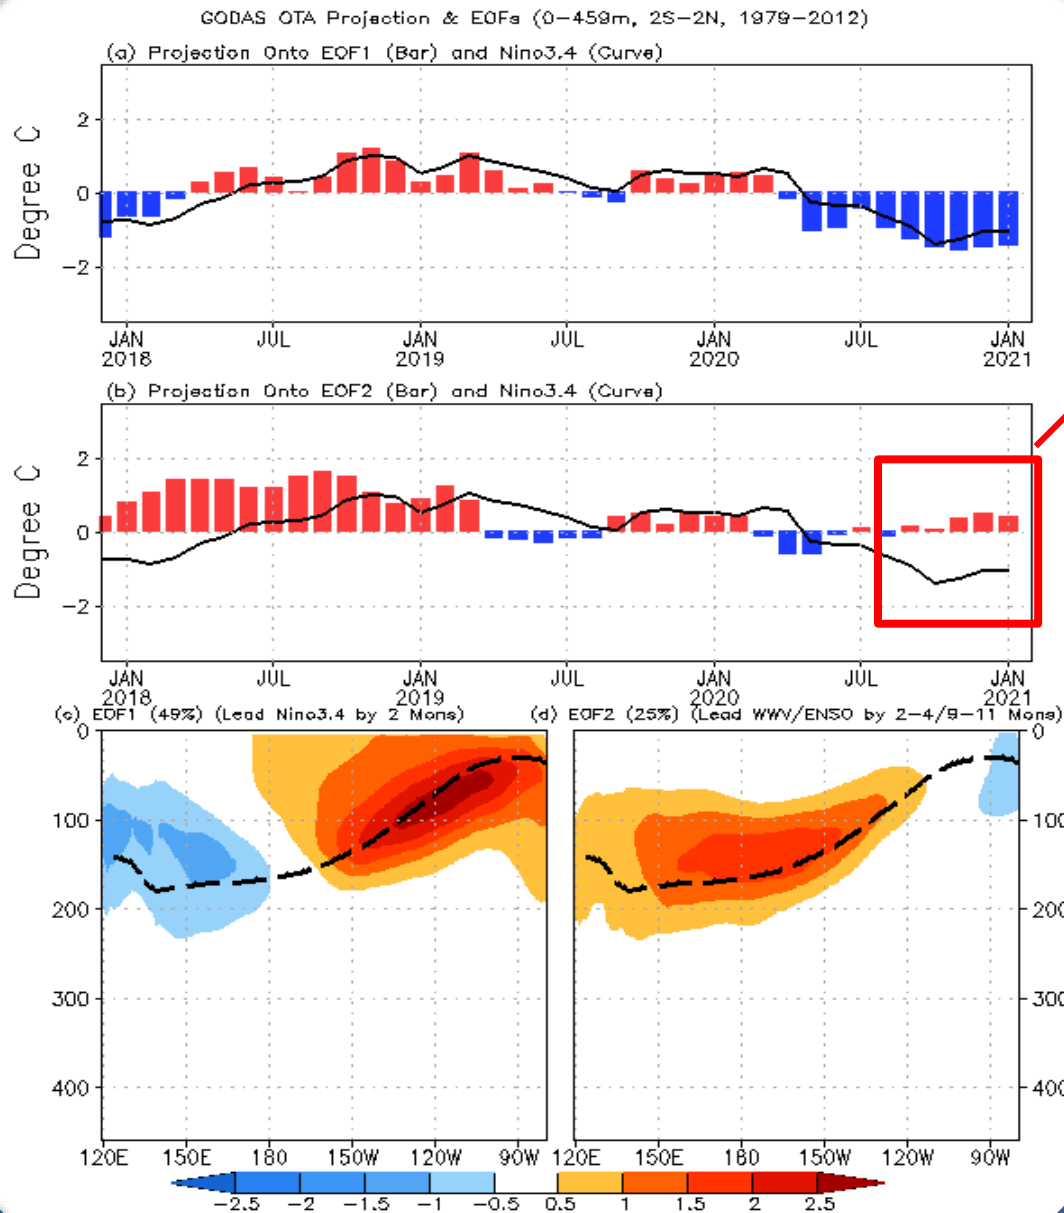 GODAS OTA Projection & EOFs (0-459m, 2S-2N, 1979-2012)
(a) Projection Onto EOF1 (Bar) and Nino3.4 (Curve)
Degree C
2
0
-2
JAN JUL JAN JUL JAN JUL JAN
2018 2019 2020 2021
(b) Projection Onto EOF2 (Bar) and Nino3.4 (Curve)
Degree C
2
0
-2
JAN JUL JAN JUL JAN JUL JAN
2018 2019 2020 2021
(c) EOF1 (49%) (Lead Nino3.4 by 2 Mons) (d) EOF2 (25%) (Lead WWV/ENSO by 2-4/9-11 Mons)
0 0
100 100
200 200
300 300
400 400
120E 150E 180 150W 120W 90W 120E 150E 180 150W 120W 90W
-2.5 -2 -1.5 -1 -0.5 0.5 1 1.5 2 2.5